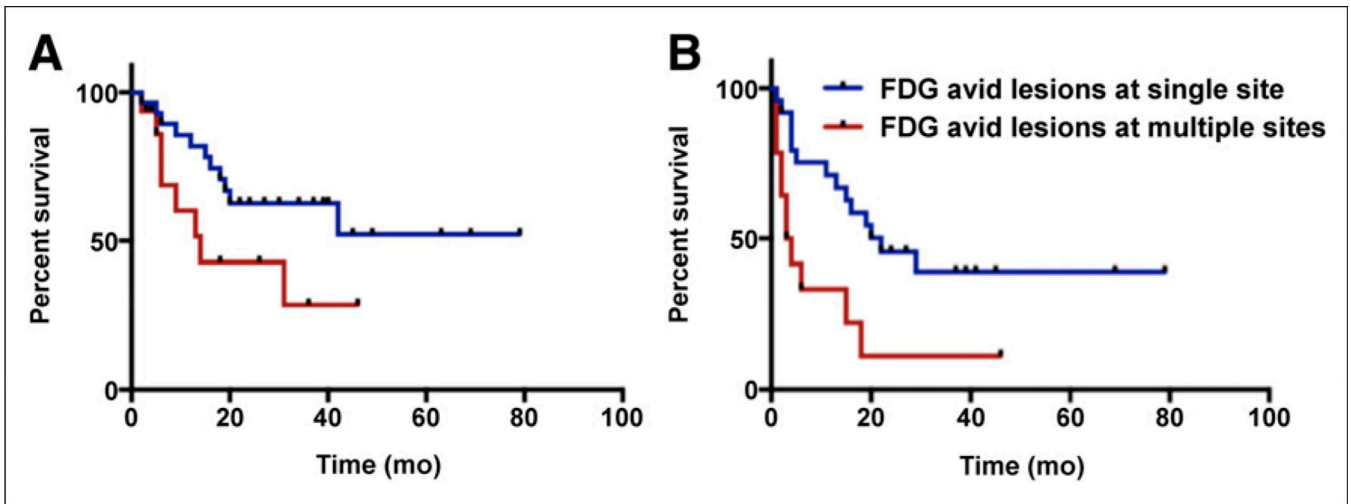 A
100
50
0
0 20 40 60 80 100
Percent survival
Time (mo)
B
FDG avid lesions at single site
FDG avid lesions at multiple sites
100
50
0
0 20 40 60 80 100
Percent survival
Time (mo)